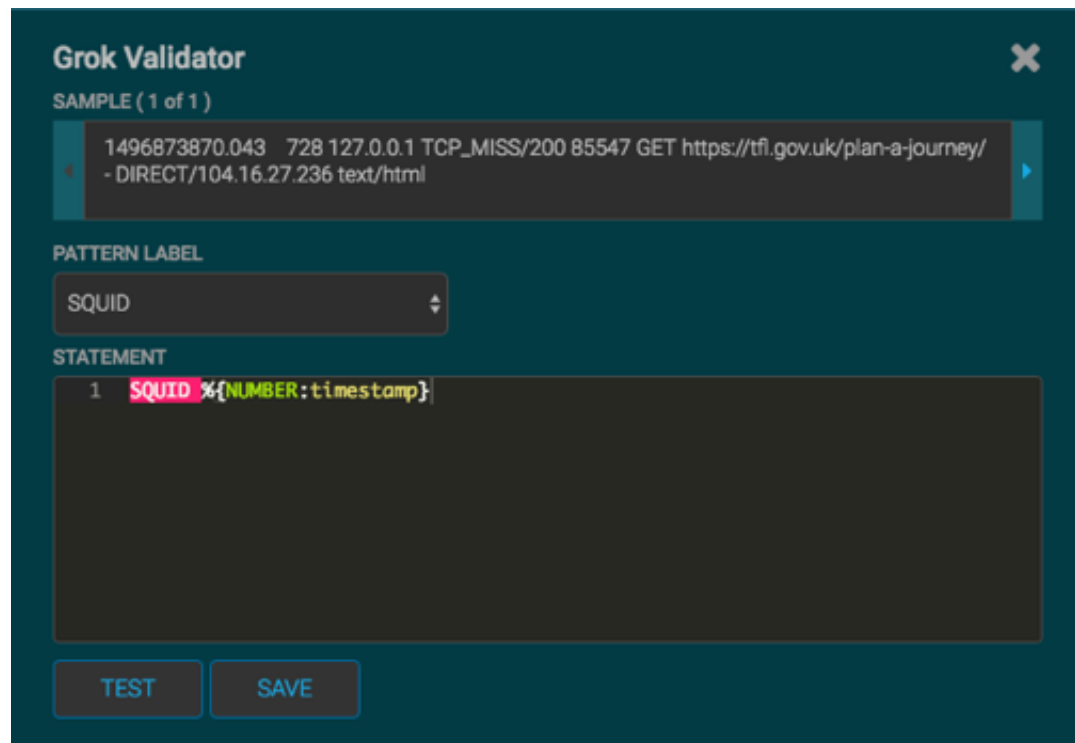 Grok Validator
SAMPLE ( 1 of 1 )
1496873870.043    728 127.0.0.1 TCP_MISS/200 85547 GET https://tfl.gov.uk/plan-a-journey/
- DIRECT/104.16.27.236 text/html
PATTERN LABEL
SQUID
STATEMENT
1 SQUID %{NUMBER:timestamp}
TEST SAVE